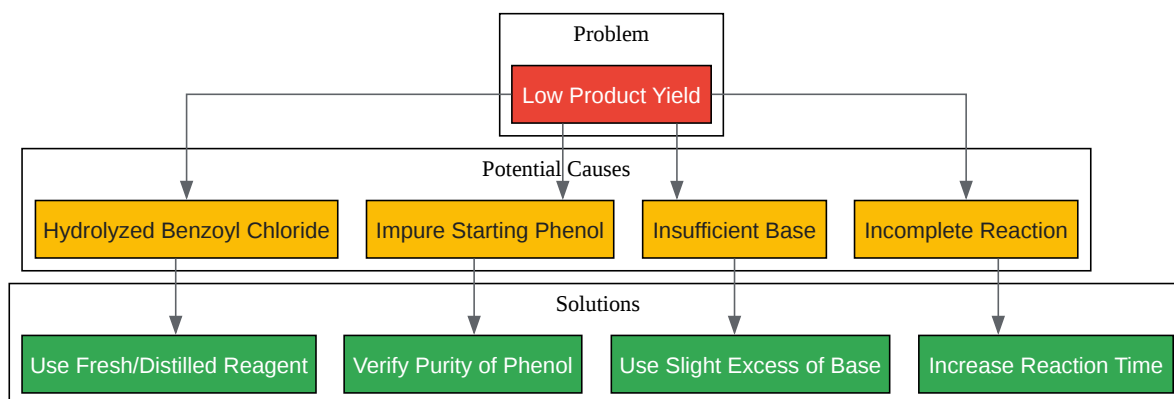 Problem
Low Product Yield
Potential Causes
Hydrolyzed Benzoyl Chloride
Impure Starting Phenol
Insufficient Base
Incomplete Reaction
Solutions
Use Fresh/Distilled Reagent
Verify Purity of Phenol
Use Slight Excess of Base
Increase Reaction Time